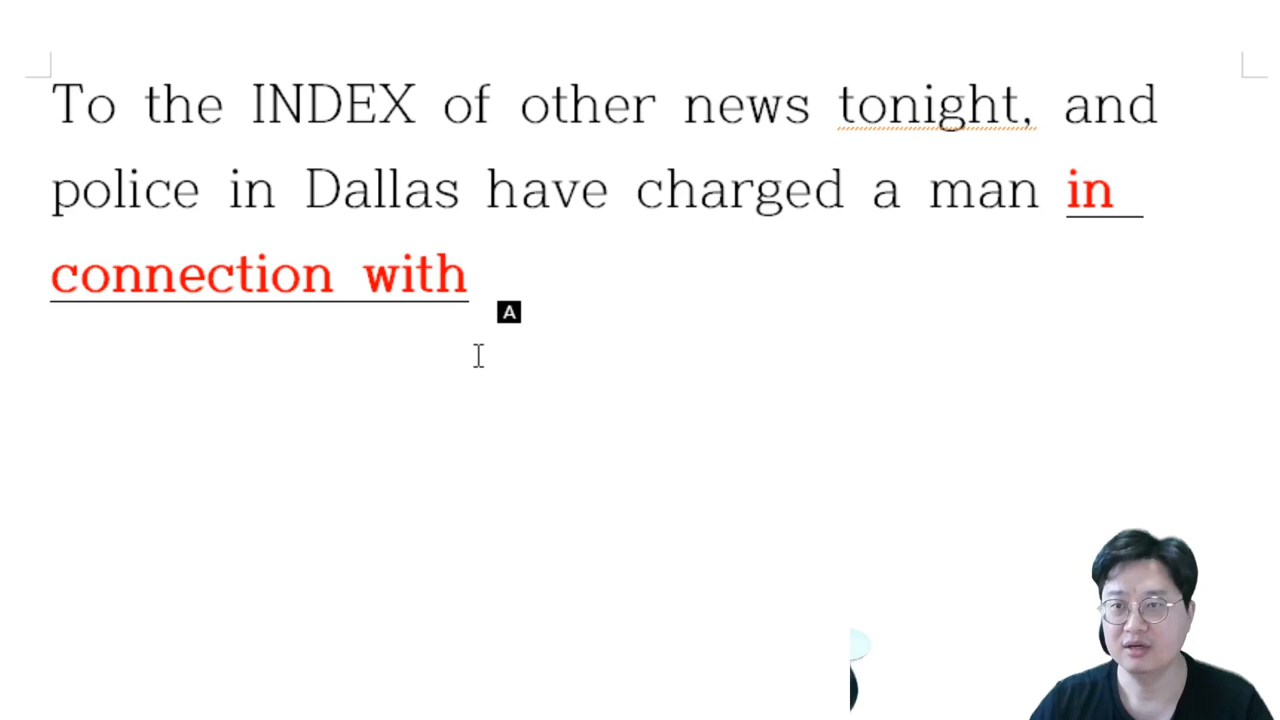 To the INDEX of other news tonight, and
police in Dallas have charged a man in
connection with
A